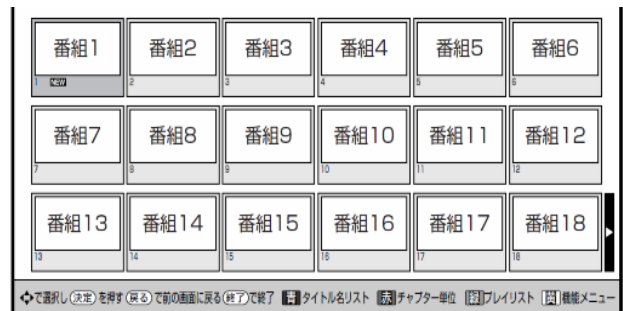 番組1 番組2 番組3 番組4 番組5 番組6
1 NEW 2 3 4 5 6
番組7 番組8 番組9 番組10 番組11 番組12
7 8 9 10 11 12
番組13 番組14 番組15 番組16 番組17 番組18
13 14 15 16 17 18
で選択し 決定 を押す 戻る で前の画面に戻る 終了 で終了 青 タイトル名リスト 赤 チャプター単位 緑 プレイリスト 黄 機能メニュー